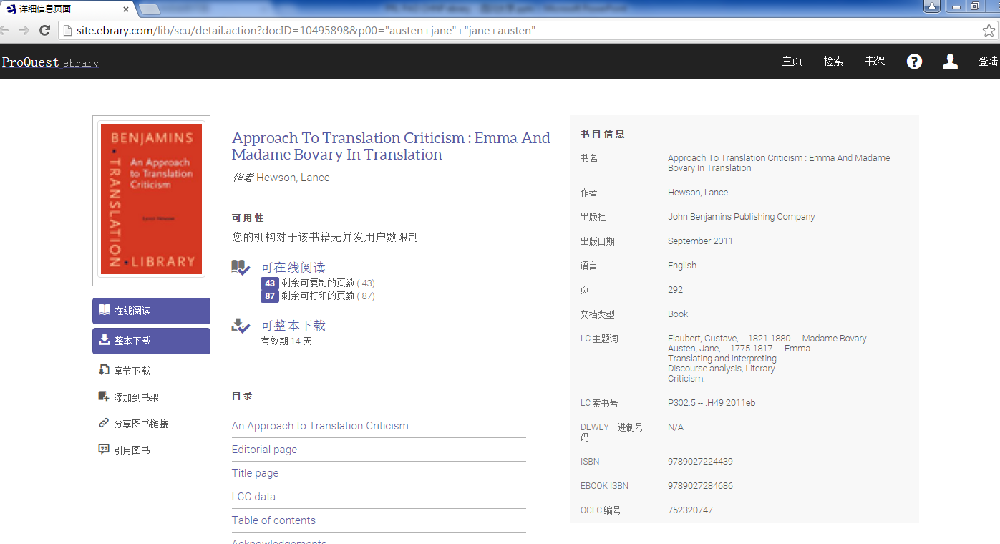 详细信息页面
site.ebrary.com/lib/scu/detail.action?docID=10495898&p00="austen+jane"+"jane+austen"
ProQuest ebrary
主页
检索
书架
?
登陆
BENJAMINS
TRANSLATION
An Approach
to Translation
Criticism
Lance Hewson
LIBRARY
在线阅读
整本下载
章节下载
添加到书架
分享图书链接
引用图书
Approach To Translation Criticism : Emma And
Madame Bovary In Translation
作者 Hewson, Lance
可用性
您的机构对于该书籍无并发用户数限制
可在线阅读
43 剩余可复制的页数 ( 43)
87 剩余可打印的页数 ( 87)
可整本下载
有效期 14 天
目录
An Approach to Translation Criticism
Editorial page
Title page
LCC data
Table of contents
Acknowledgements
书目信息
书名 Approach To Translation Criticism : Emma And Madame
Bovary In Translation
作者 Hewson, Lance
出版社 John Benjamins Publishing Company
出版日期 September 2011
语言 English
页 292
文档类型 Book
LC 主题词 Flaubert, Gustave, -- 1821-1880. -- Madame Bovary.
Austen, Jane, -- 1775-1817. -- Emma.
Translating and interpreting.
Discourse analysis, Literary.
Criticism.
LC 索书号 P302.5 -- .H49 2011eb
DEWEY十进制号 N/A
码
ISBN 9789027224439
EBOOK ISBN 9789027284686
OCLC 编号 752320747